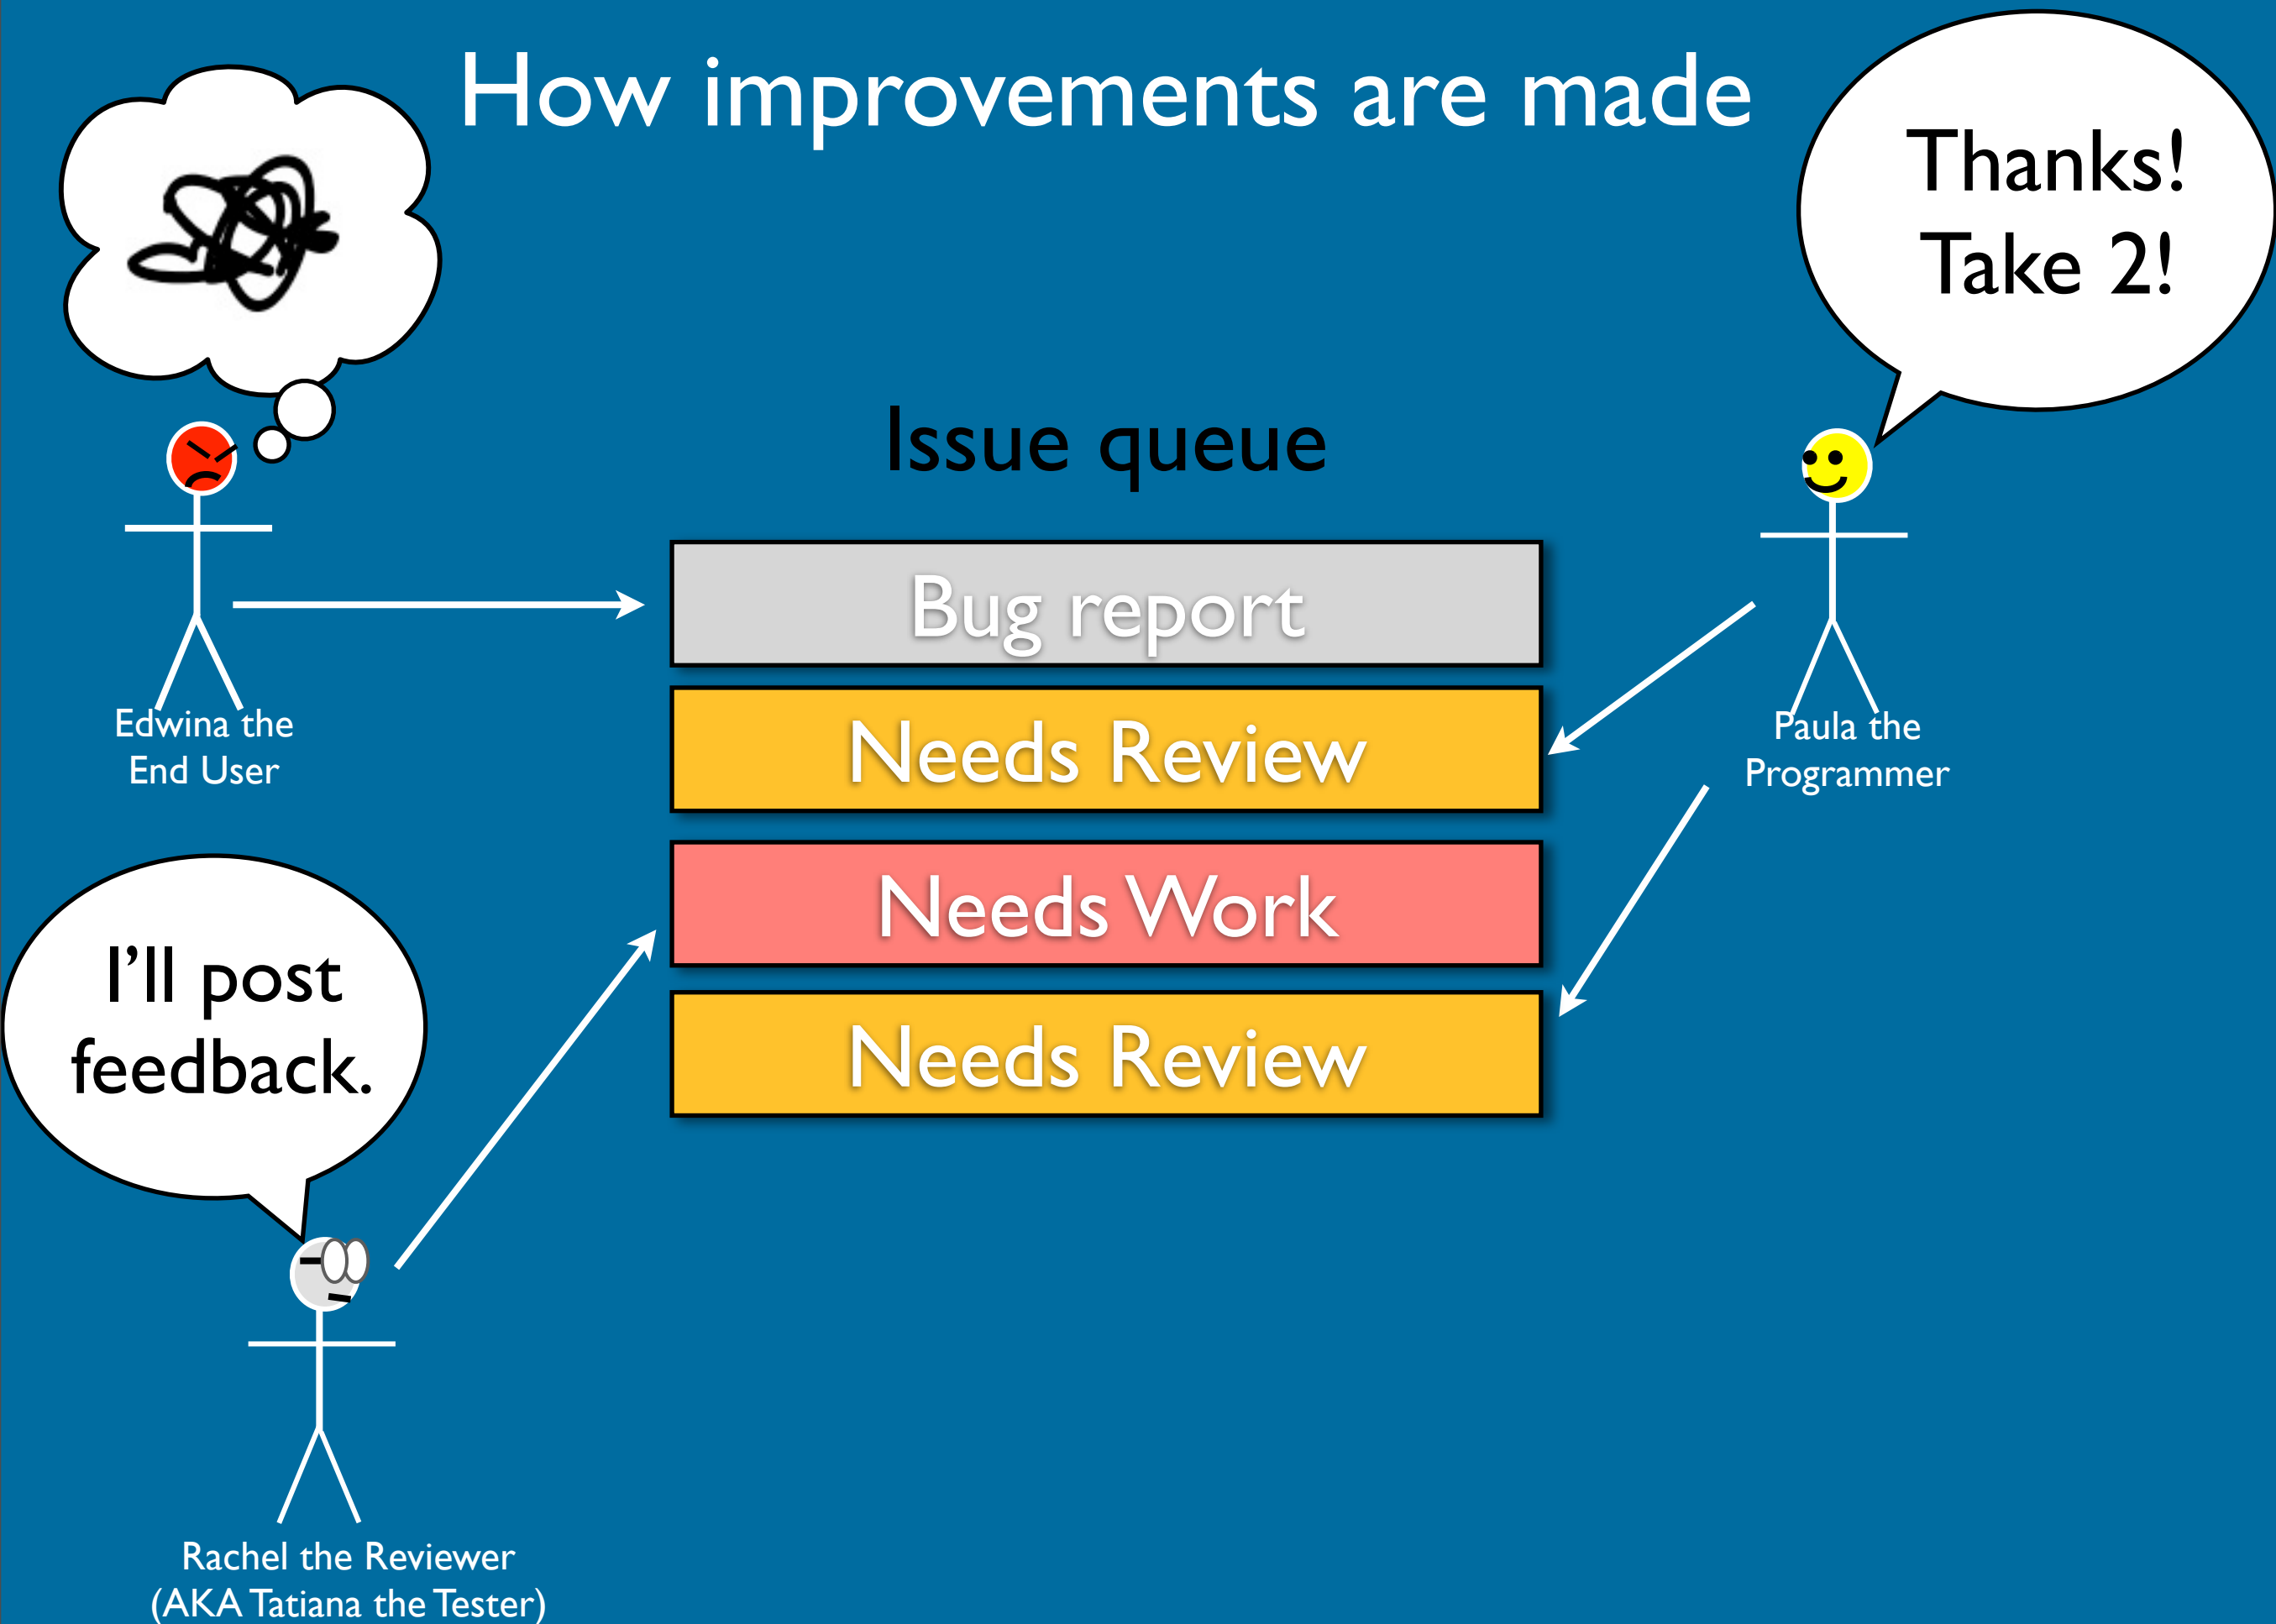 How improvements are made
Thanks!
Take 2!
Issue queue
Bug report
Needs Review
Edwina the
End User
Paula the
Programmer
Needs Work
I'll post
feedback.
Needs Review
Rachel the Reviewer
(AKA Tatiana the Tester)